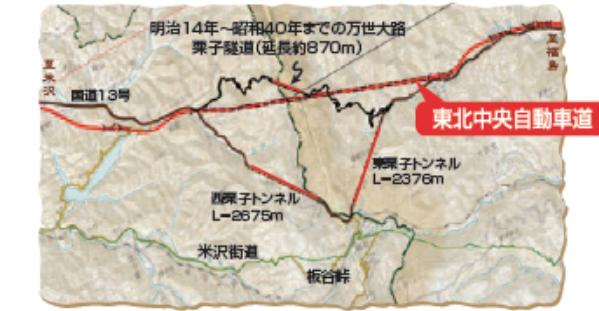 明治14年～昭和40年までの万世大路
栗子隧道(延長約870m)
至福島
至米沢
国道13号
東北中央自動車道
東栗子トンネル
L=2376m
西栗子トンネル
L=2675m
米沢街道
板谷峠